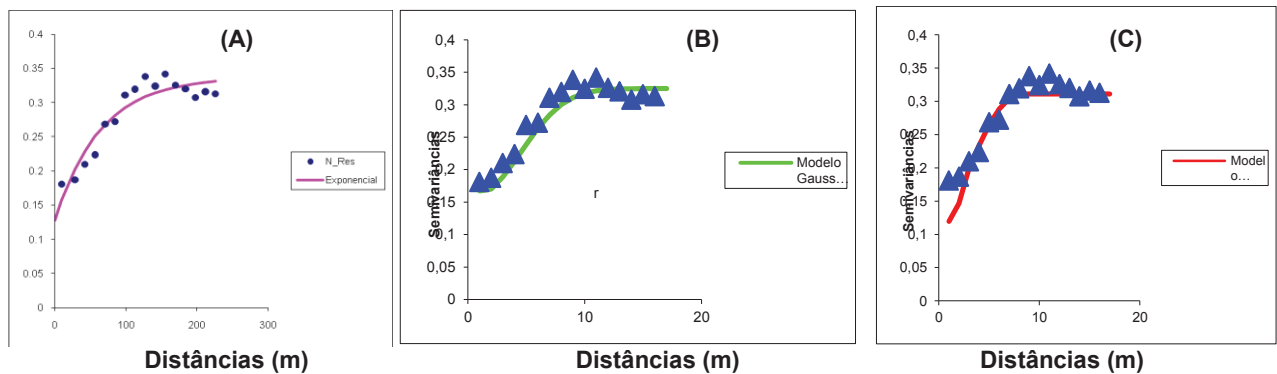 (A)
0.4
0.35
0.3
0.25
0.2
0.15
0.1
0.05
0
0
100
200
300
N_Res
Exponencial
Distâncias (m)
(B)
0,4
0,35
0,3
0,25
0,2
0,15
0,1
0,05
0
0
10
20
Semivariâncias
r
Modelo
Gauss…
Distâncias (m)
(C)
0,4
0,35
0,3
0,25
0,2
0,15
0,1
0,05
0
0
10
20
Semivariâncias
Model
o…
Distâncias (m)